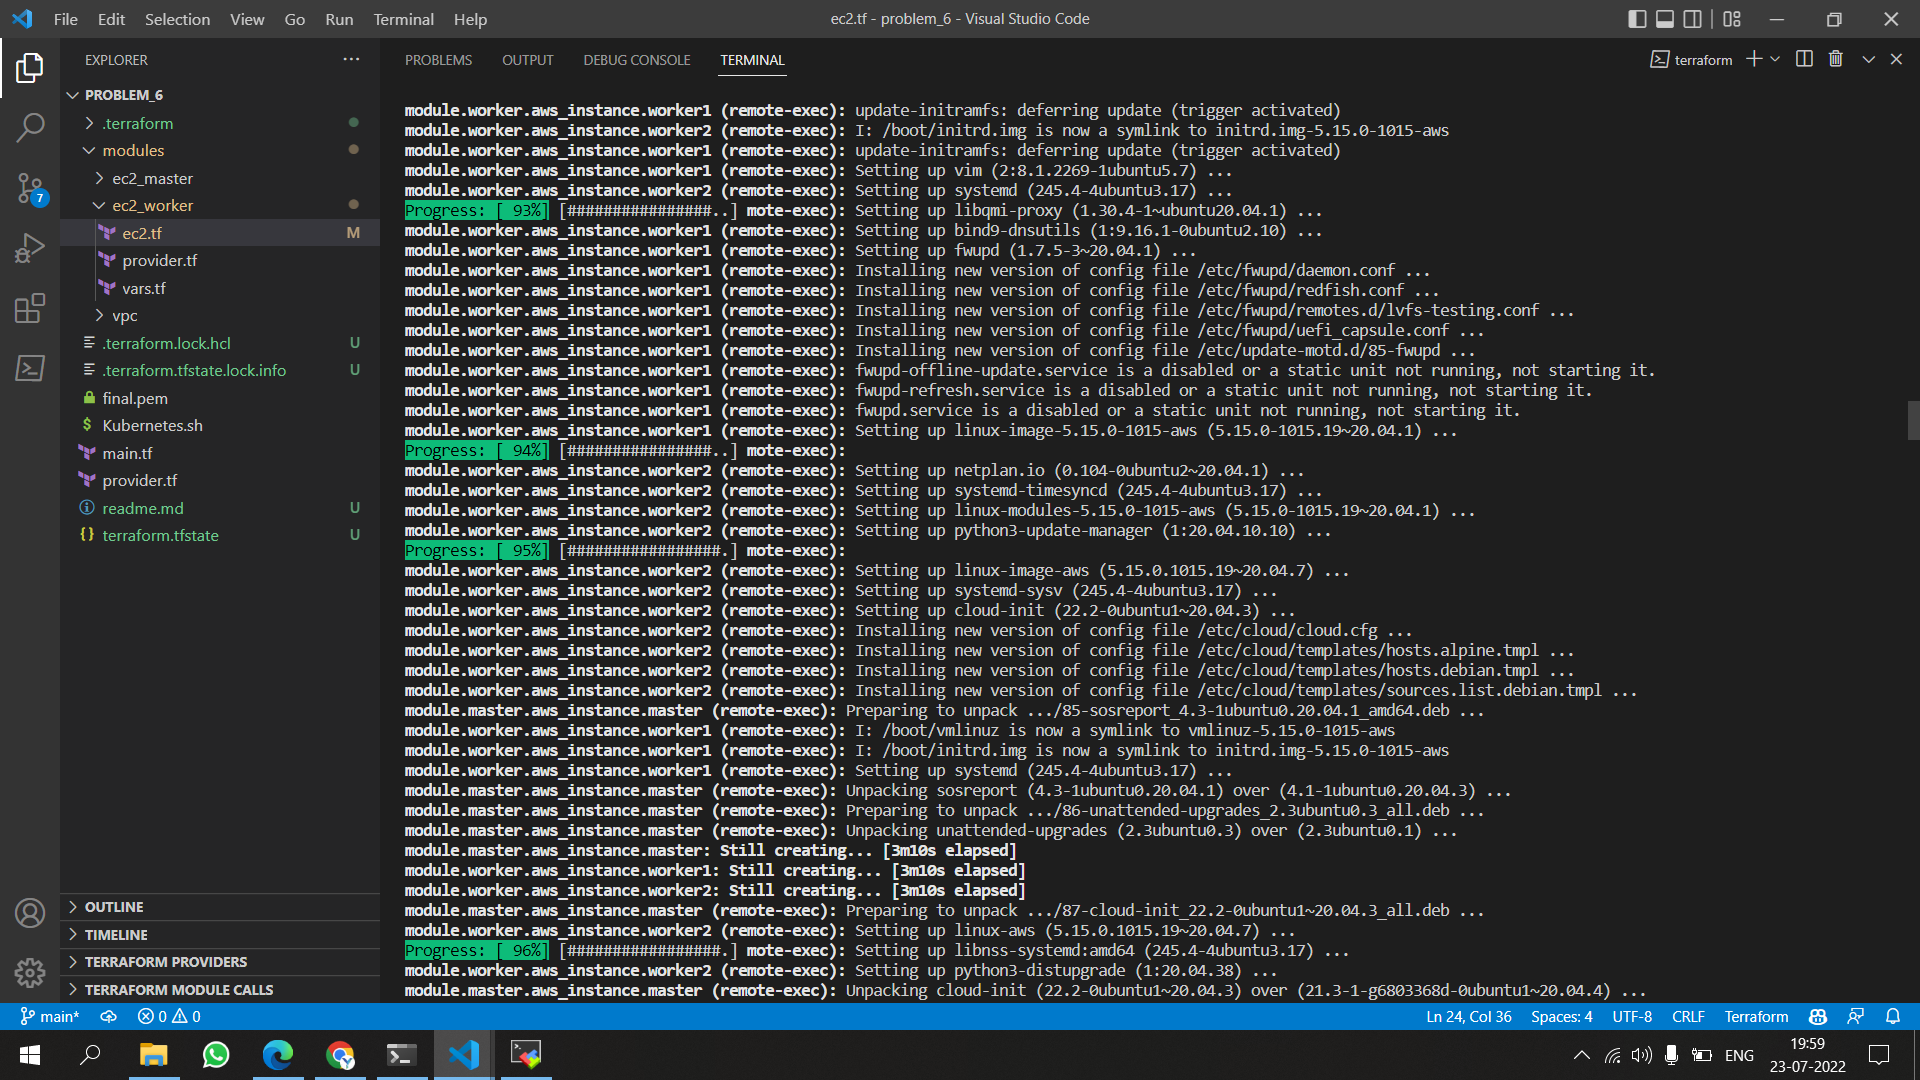 File Edit Selection View Go Run Terminal Help
ec2.tf - problem_6 - Visual Studio Code
EXPLORER
PROBLEM_6
.terraform
modules
ec2_master
ec2_worker
ec2.tf M
provider.tf
vars.tf
vpc
.terraform.lock.hcl U
.terraform.tfstate.lock.info U
final.pem
Kubernetes.sh
main.tf
provider.tf
readme.md U
terraform.tfstate U
OUTLINE
TIMELINE
TERRAFORM PROVIDERS
TERRAFORM MODULE CALLS
7
PROBLEMS OUTPUT DEBUG CONSOLE TERMINAL
terraform
module.worker.aws_instance.worker1 (remote-exec): update-initramfs: deferring update (trigger activated)
module.worker.aws_instance.worker2 (remote-exec): I: /boot/initrd.img is now a symlink to initrd.img-5.15.0-1015-aws
module.worker.aws_instance.worker1 (remote-exec): update-initramfs: deferring update (trigger activated)
module.worker.aws_instance.worker1 (remote-exec): Setting up vim (2:8.1.2269-1ubuntu5.7) ...
module.worker.aws_instance.worker2 (remote-exec): Setting up systemd (245.4-4ubuntu3.17) ...
Progress: [ 93%] [################..] mote-exec): Setting up libqmi-proxy (1.30.4-1~ubuntu20.04.1) ...
module.worker.aws_instance.worker1 (remote-exec): Setting up bind9-dnsutils (1:9.16.1-0ubuntu2.10) ...
module.worker.aws_instance.worker1 (remote-exec): Setting up fwupd (1.7.5-3~20.04.1) ...
module.worker.aws_instance.worker1 (remote-exec): Installing new version of config file /etc/fwupd/daemon.conf ...
module.worker.aws_instance.worker1 (remote-exec): Installing new version of config file /etc/fwupd/redfish.conf ...
module.worker.aws_instance.worker1 (remote-exec): Installing new version of config file /etc/fwupd/remotes.d/lvfs-testing.conf ...
module.worker.aws_instance.worker1 (remote-exec): Installing new version of config file /etc/fwupd/uefi_capsule.conf ...
module.worker.aws_instance.worker1 (remote-exec): Installing new version of config file /etc/update-motd.d/85-fwupd ...
module.worker.aws_instance.worker1 (remote-exec): fwupd-offline-update.service is a disabled or a static unit not running, not starting it.
module.worker.aws_instance.worker1 (remote-exec): fwupd-refresh.service is a disabled or a static unit not running, not starting it.
module.worker.aws_instance.worker1 (remote-exec): fwupd.service is a disabled or a static unit not running, not starting it.
module.worker.aws_instance.worker1 (remote-exec): Setting up linux-image-5.15.0-1015-aws (5.15.0-1015.19~20.04.1) ...
Progress: [ 94%] [################..] mote-exec):
module.worker.aws_instance.worker2 (remote-exec): Setting up netplan.io (0.104-0ubuntu2~20.04.1) ...
module.worker.aws_instance.worker2 (remote-exec): Setting up systemd-timesyncd (245.4-4ubuntu3.17) ...
module.worker.aws_instance.worker2 (remote-exec): Setting up linux-modules-5.15.0-1015-aws (5.15.0-1015.19~20.04.1) ...
module.worker.aws_instance.worker2 (remote-exec): Setting up python3-update-manager (1:20.04.10.10) ...
Progress: [ 95%] [#################.] mote-exec):
module.worker.aws_instance.worker2 (remote-exec): Setting up linux-image-aws (5.15.0.1015.19~20.04.7) ...
module.worker.aws_instance.worker2 (remote-exec): Setting up systemd-sysv (245.4-4ubuntu3.17) ...
module.worker.aws_instance.worker2 (remote-exec): Setting up cloud-init (22.2-0ubuntu1~20.04.3) ...
module.worker.aws_instance.worker2 (remote-exec): Installing new version of config file /etc/cloud/cloud.cfg ...
module.worker.aws_instance.worker2 (remote-exec): Installing new version of config file /etc/cloud/templates/hosts.alpine.tmpl ...
module.worker.aws_instance.worker2 (remote-exec): Installing new version of config file /etc/cloud/templates/hosts.debian.tmpl ...
module.worker.aws_instance.worker2 (remote-exec): Installing new version of config file /etc/cloud/templates/sources.list.debian.tmpl ...
module.master.aws_instance.master (remote-exec): Preparing to unpack .../85-sosreport_4.3-1ubuntu0.20.04.1_amd64.deb ...
module.worker.aws_instance.worker1 (remote-exec): I: /boot/vmlinuz is now a symlink to vmlinuz-5.15.0-1015-aws
module.worker.aws_instance.worker1 (remote-exec): I: /boot/initrd.img is now a symlink to initrd.img-5.15.0-1015-aws
module.worker.aws_instance.worker1 (remote-exec): Setting up systemd (245.4-4ubuntu3.17) ...
module.master.aws_instance.master (remote-exec): Unpacking sosreport (4.3-1ubuntu0.20.04.1) over (4.1-1ubuntu0.20.04.3) ...
module.master.aws_instance.master (remote-exec): Preparing to unpack .../86-unattended-upgrades_2.3ubuntu0.3_all.deb ...
module.master.aws_instance.master (remote-exec): Unpacking unattended-upgrades (2.3ubuntu0.3) over (2.3ubuntu0.1) ...
module.master.aws_instance.master: Still creating... [3m10s elapsed]
module.worker.aws_instance.worker1: Still creating... [3m10s elapsed]
module.worker.aws_instance.worker2: Still creating... [3m10s elapsed]
module.master.aws_instance.master (remote-exec): Preparing to unpack .../87-cloud-init_22.2-0ubuntu1~20.04.3_all.deb ...
module.worker.aws_instance.worker2 (remote-exec): Setting up linux-aws (5.15.0.1015.19~20.04.7) ...
Progress: [ 96%] [#################.] mote-exec): Setting up libnss-systemd:amd64 (245.4-4ubuntu3.17) ...
module.worker.aws_instance.worker2 (remote-exec): Setting up python3-distupgrade (1:20.04.38) ...
module.master.aws_instance.master (remote-exec): Unpacking cloud-init (22.2-0ubuntu1~20.04.3) over (21.3-1-g6803368d-0ubuntu1~20.04.4) ...
main* 0 0
Ln 24, Col 36 Spaces: 4 UTF-8 CRLF Terraform
ENG
19:59
23-07-2022